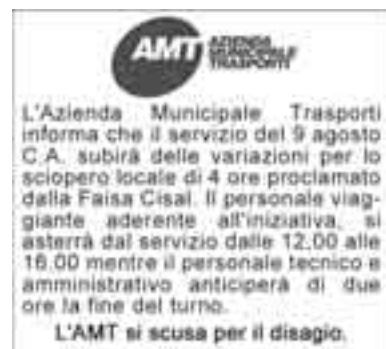 AMT AZIENDA
MUNICIPALE
TRASPORTI
L'Azienda Municipale Trasporti
informa che il servizio del 9 agosto
C.A. subirà delle variazioni per lo
sciopero locale di 4 ore proclamato
dalla Faisa Cisal. Il personale viag-
giante aderente all'iniziativa, si
asterrà dal servizio dalle 12,00 alle
16.00 mentre il personale tecnico e
amministrativo anticiperà di due
ore la fine del turno.
L'AMT si scusa per il disagio.